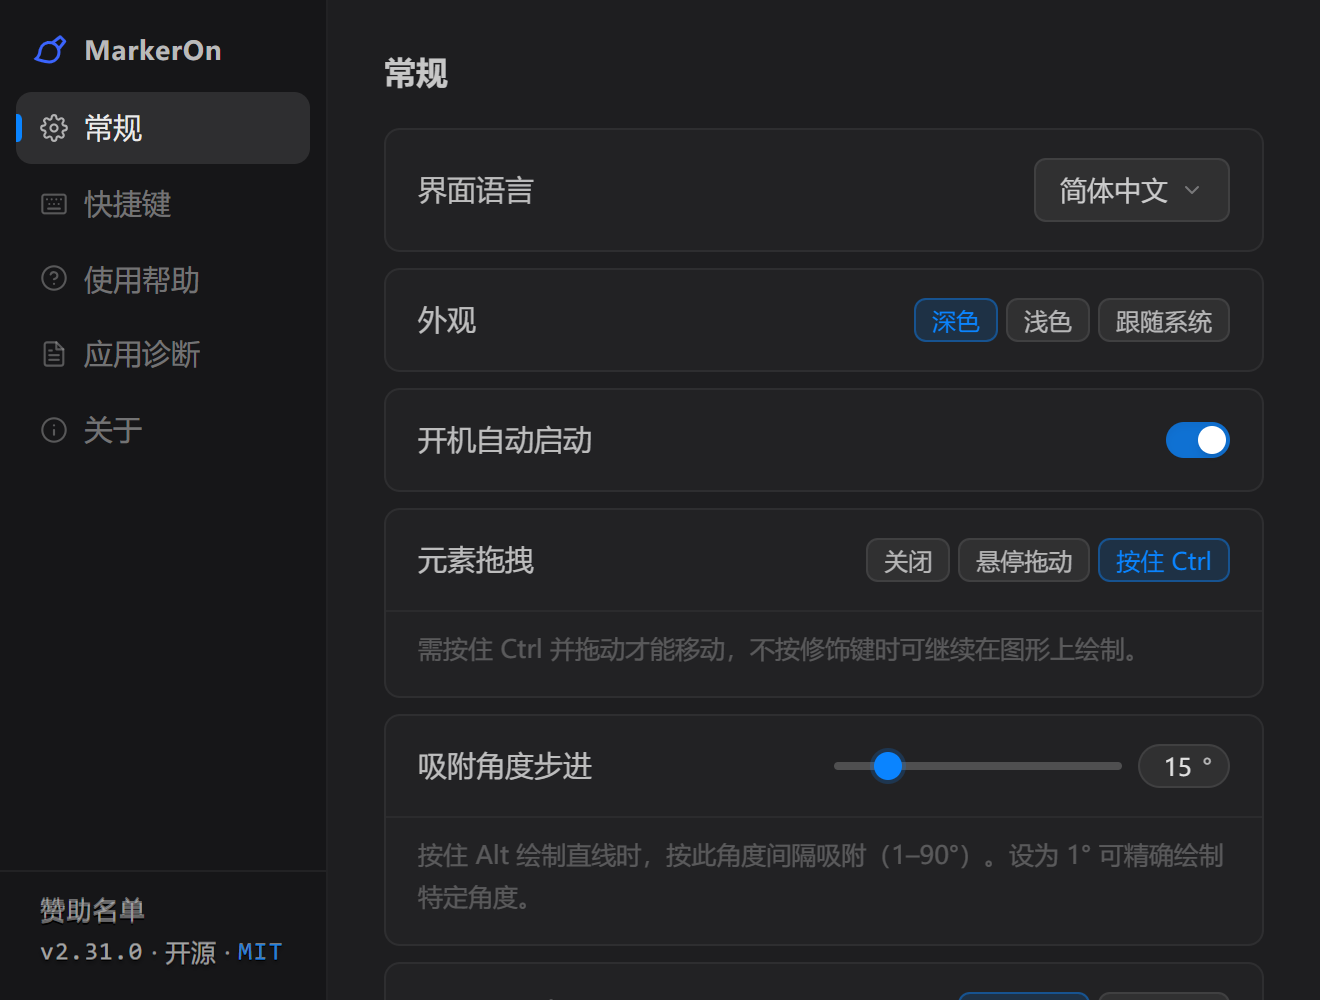 MarkerOn
常规
快捷键
使用帮助
应用诊断
关于
赞助名单
v2.31.0 · 开源 · MIT
常规
界面语言
简体中文
外观
深色
浅色
跟随系统
开机自动启动
元素拖拽
关闭
悬停拖动
按住 Ctrl
需按住 Ctrl 并拖动才能移动，不按修饰键时可继续在图形上绘制。
吸附角度步进
15 °
按住 Alt 绘制直线时，按此角度间隔吸附（1–90°）。设为 1° 可精确绘制
特定角度。